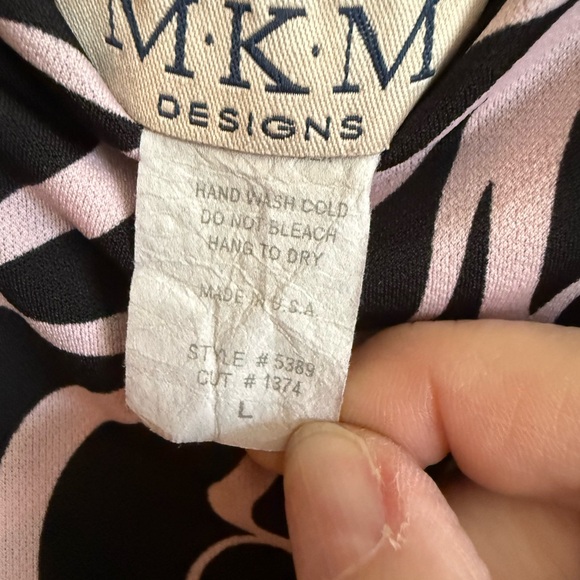 M·K·M
DESIGNS
HAND WASH COLD
DO NOT BLEACH
HANG TO DRY
MADE IN U.S.A.
STYLE # 5389
CUT # 1374
L